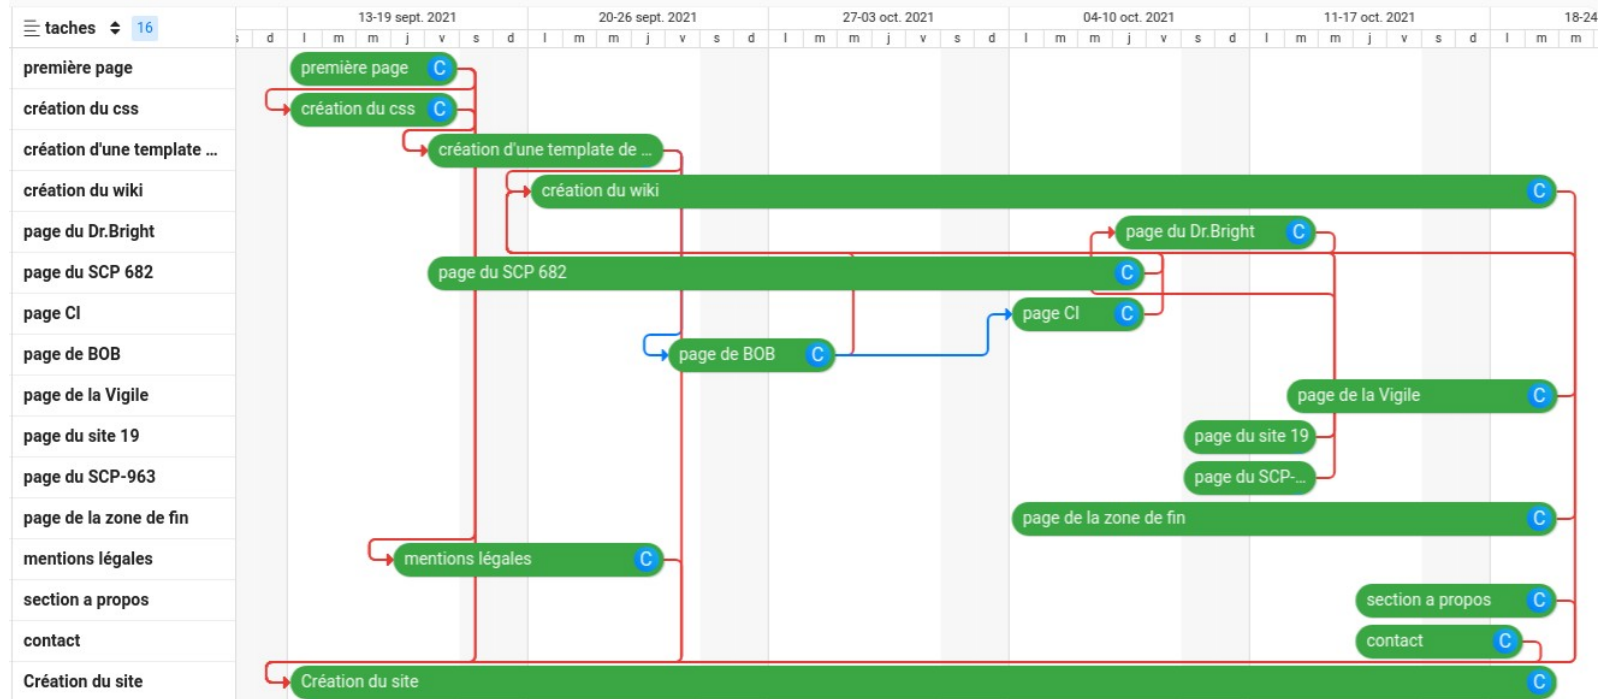 taches 16
13-19 sept. 2021 20-26 sept. 2021 27-03 oct. 2021 04-10 oct. 2021 11-17 oct. 2021 18-24
s d l m m j v s d l m m j v s d l m m j v s d l m m j v s d l m m j v s d l m m
première page première page C
création du css création du css C
création d'une template ... création d'une template de ...
création du wiki création du wiki C
page du Dr.Bright page du Dr.Bright C
page du SCP 682 page du SCP 682 C
page CI page CI C
page de BOB page de BOB C
page de la Vigile page de la Vigile C
page du site 19 page du site 19
page du SCP-963 page du SCP-...
page de la zone de fin page de la zone de fin C
mentions légales mentions légales C
section a propos section a propos C
contact contact C
Création du site Création du site C